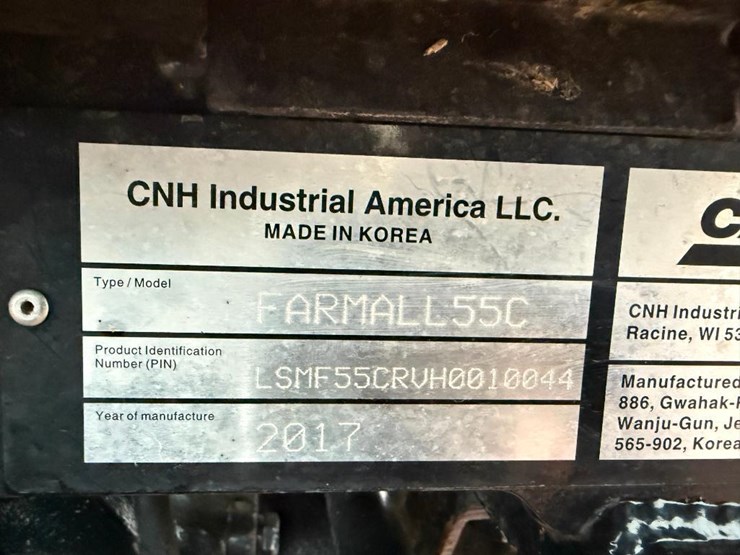 CNH Industrial America LLC.
MADE IN KOREA
Type / Model
FARMALL55C
Product Identification
Number (PIN)
LSMF55CRVH0010044
Year of manufacture
2017
C
CNH Industri
Racine, WI 53
Manufactured
886, Gwahak-
Wanju-Gun, Je
565-902, Korea